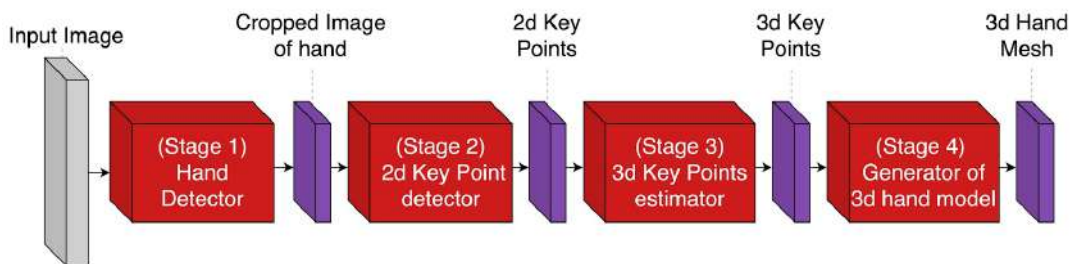 Input Image
Cropped Image
of hand
2d Key
Points
3d Key
Points
3d Hand
Mesh
(Stage 1)
Hand
Detector
(Stage 2)
2d Key Point
detector
(Stage 3)
3d Key Points
estimator
(Stage 4)
Generator of
3d hand model